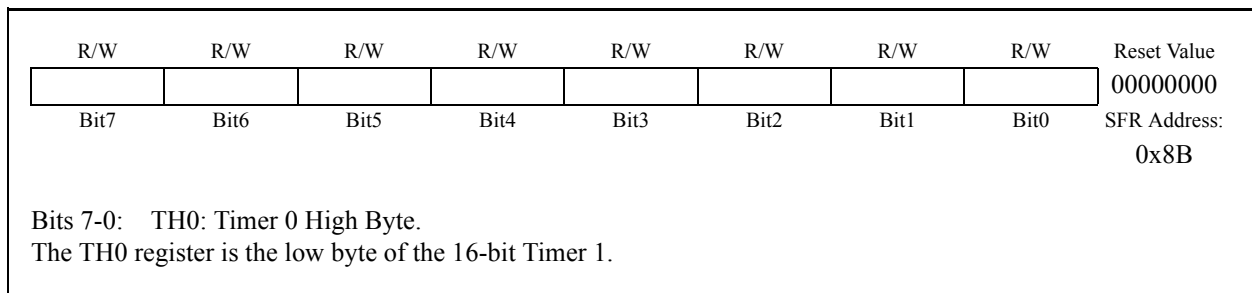 R/W R/W R/W R/W R/W R/W R/W R/W Reset Value
00000000
Bit7 Bit6 Bit5 Bit4 Bit3 Bit2 Bit1 Bit0 SFR Address:
0x8B
Bits 7-0: TH0: Timer 0 High Byte.
The TH0 register is the low byte of the 16-bit Timer 1.